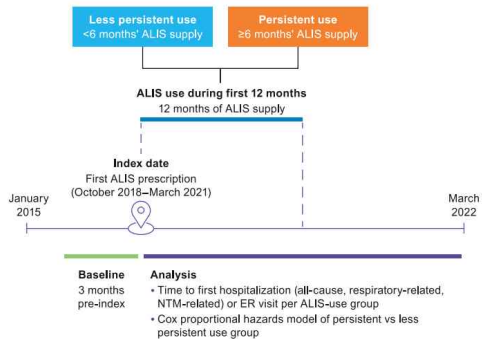 Less persistent use
<6 months' ALIS supply
Persistent use
≥6 months' ALIS supply
ALIS use during first 12 months
12 months of ALIS supply
Index date
First ALIS prescription
(October 2018–March 2021)
January
2015
March
2022
Baseline
3 months
pre-index
Analysis
• Time to first hospitalization (all-cause, respiratory-related,
NTM-related) or ER visit per ALIS-use group
• Cox proportional hazards model of persistent vs less
persistent use group